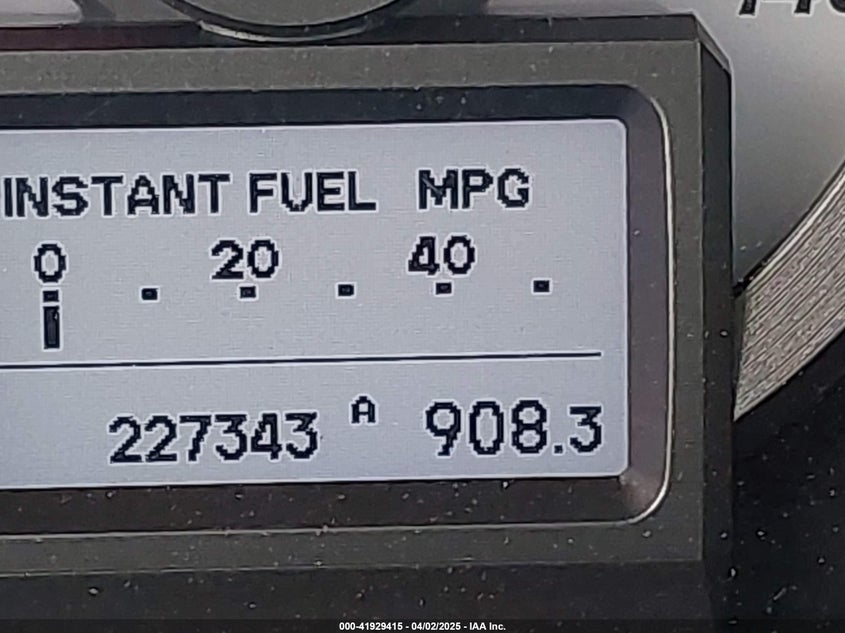 INSTANT FUEL MPG
0 20 40
227343 A 908.3
000-41929415 - 04/02/2025 - IAA Inc.